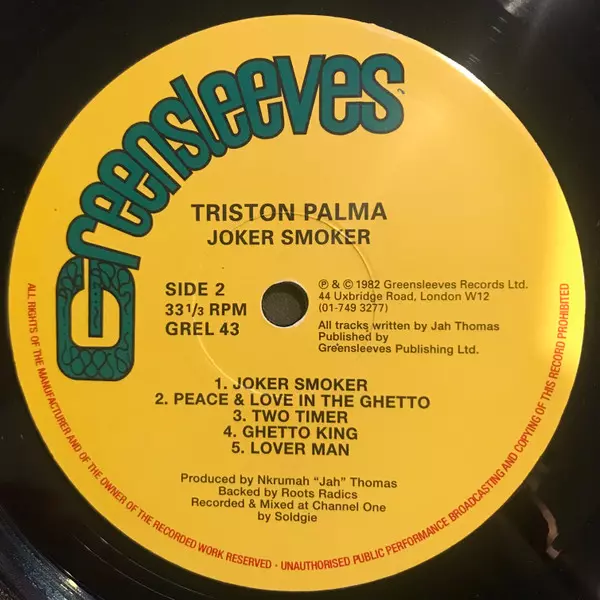 Greensleeves
TRISTON PALMA
JOKER SMOKER
SIDE 2
33 1/3 RPM
GREL 43
℗ & © 1982 Greensleeves Records Ltd.
44 Uxbridge Road, London W12
(01-749 3277)
All tracks written by Jah Thomas
Published by
Greensleeves Publishing Ltd.
1. JOKER SMOKER
2. PEACE & LOVE IN THE GHETTO
3. TWO TIMER
4. GHETTO KING
5. LOVER MAN
Produced by Nkrumah "Jah" Thomas
Backed by Roots Radics
Recorded & Mixed at Channel One
by Soldgie
ALL RIGHTS OF THE MANUFACTURER AND OF THE OWNER OF THE RECORDED WORK RESERVED - UNAUTHORISED PUBLIC PERFORMANCE BROADCASTING AND COPYING OF THIS RECORD PROHIBITED